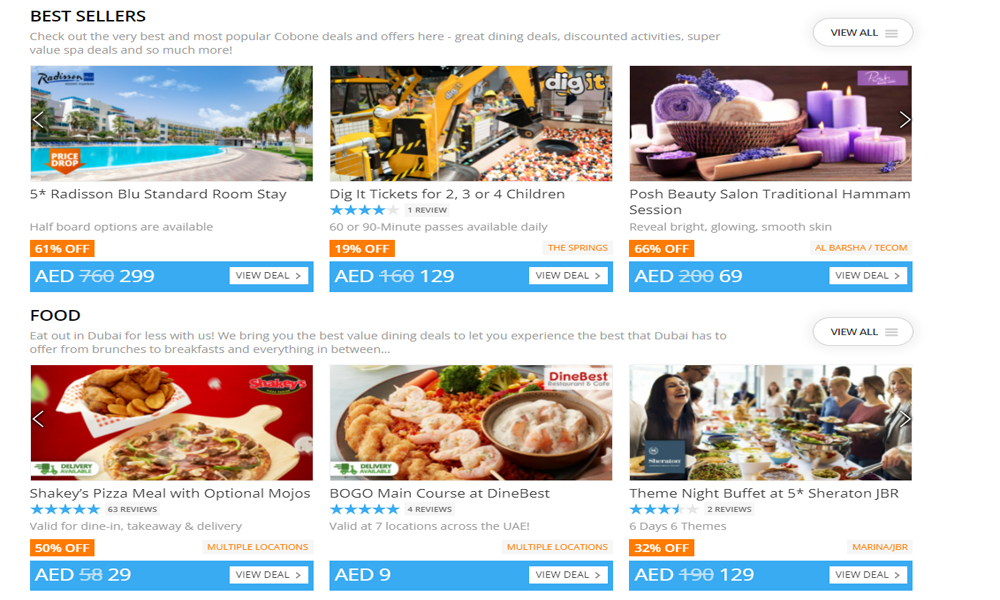 BEST SELLERS
Check out the very best and most popular Cobone deals and offers here - great dining deals, discounted activities, super
value spa deals and so much more!
VIEW ALL
Radisson
BLU
PRICE
DROP
dig it
Posh
5* Radisson Blu Standard Room Stay
Half board options are available
61% OFF
AED 760 299
VIEW DEAL >
Dig It Tickets for 2, 3 or 4 Children
1 REVIEW
60 or 90-Minute passes available daily
19% OFF
THE SPRINGS
AED 160 129
VIEW DEAL >
Posh Beauty Salon Traditional Hammam
Session
Reveal bright, glowing, smooth skin
66% OFF
AL BARSHA / TECOM
AED 200 69
VIEW DEAL >
FOOD
Eat out in Dubai for less with us! We bring you the best value dining deals to let you experience the best that Dubai has to
offer from brunches to breakfasts and everything in between...
VIEW ALL
Shakey's
DELIVERY
AVAILABLE
DineBest
Restaurant & Cafe
DELIVERY
AVAILABLE
Sheraton
Shakey's Pizza Meal with Optional Mojos
63 REVIEWS
Valid for dine-in, takeaway & delivery
50% OFF
MULTIPLE LOCATIONS
AED 58 29
VIEW DEAL >
BOGO Main Course at DineBest
4 REVIEWS
Valid at 7 locations across the UAE!
MULTIPLE LOCATIONS
AED 9
VIEW DEAL >
Theme Night Buffet at 5* Sheraton JBR
2 REVIEWS
6 Days 6 Themes
32% OFF
MARINA/JBR
AED 190 129
VIEW DEAL >